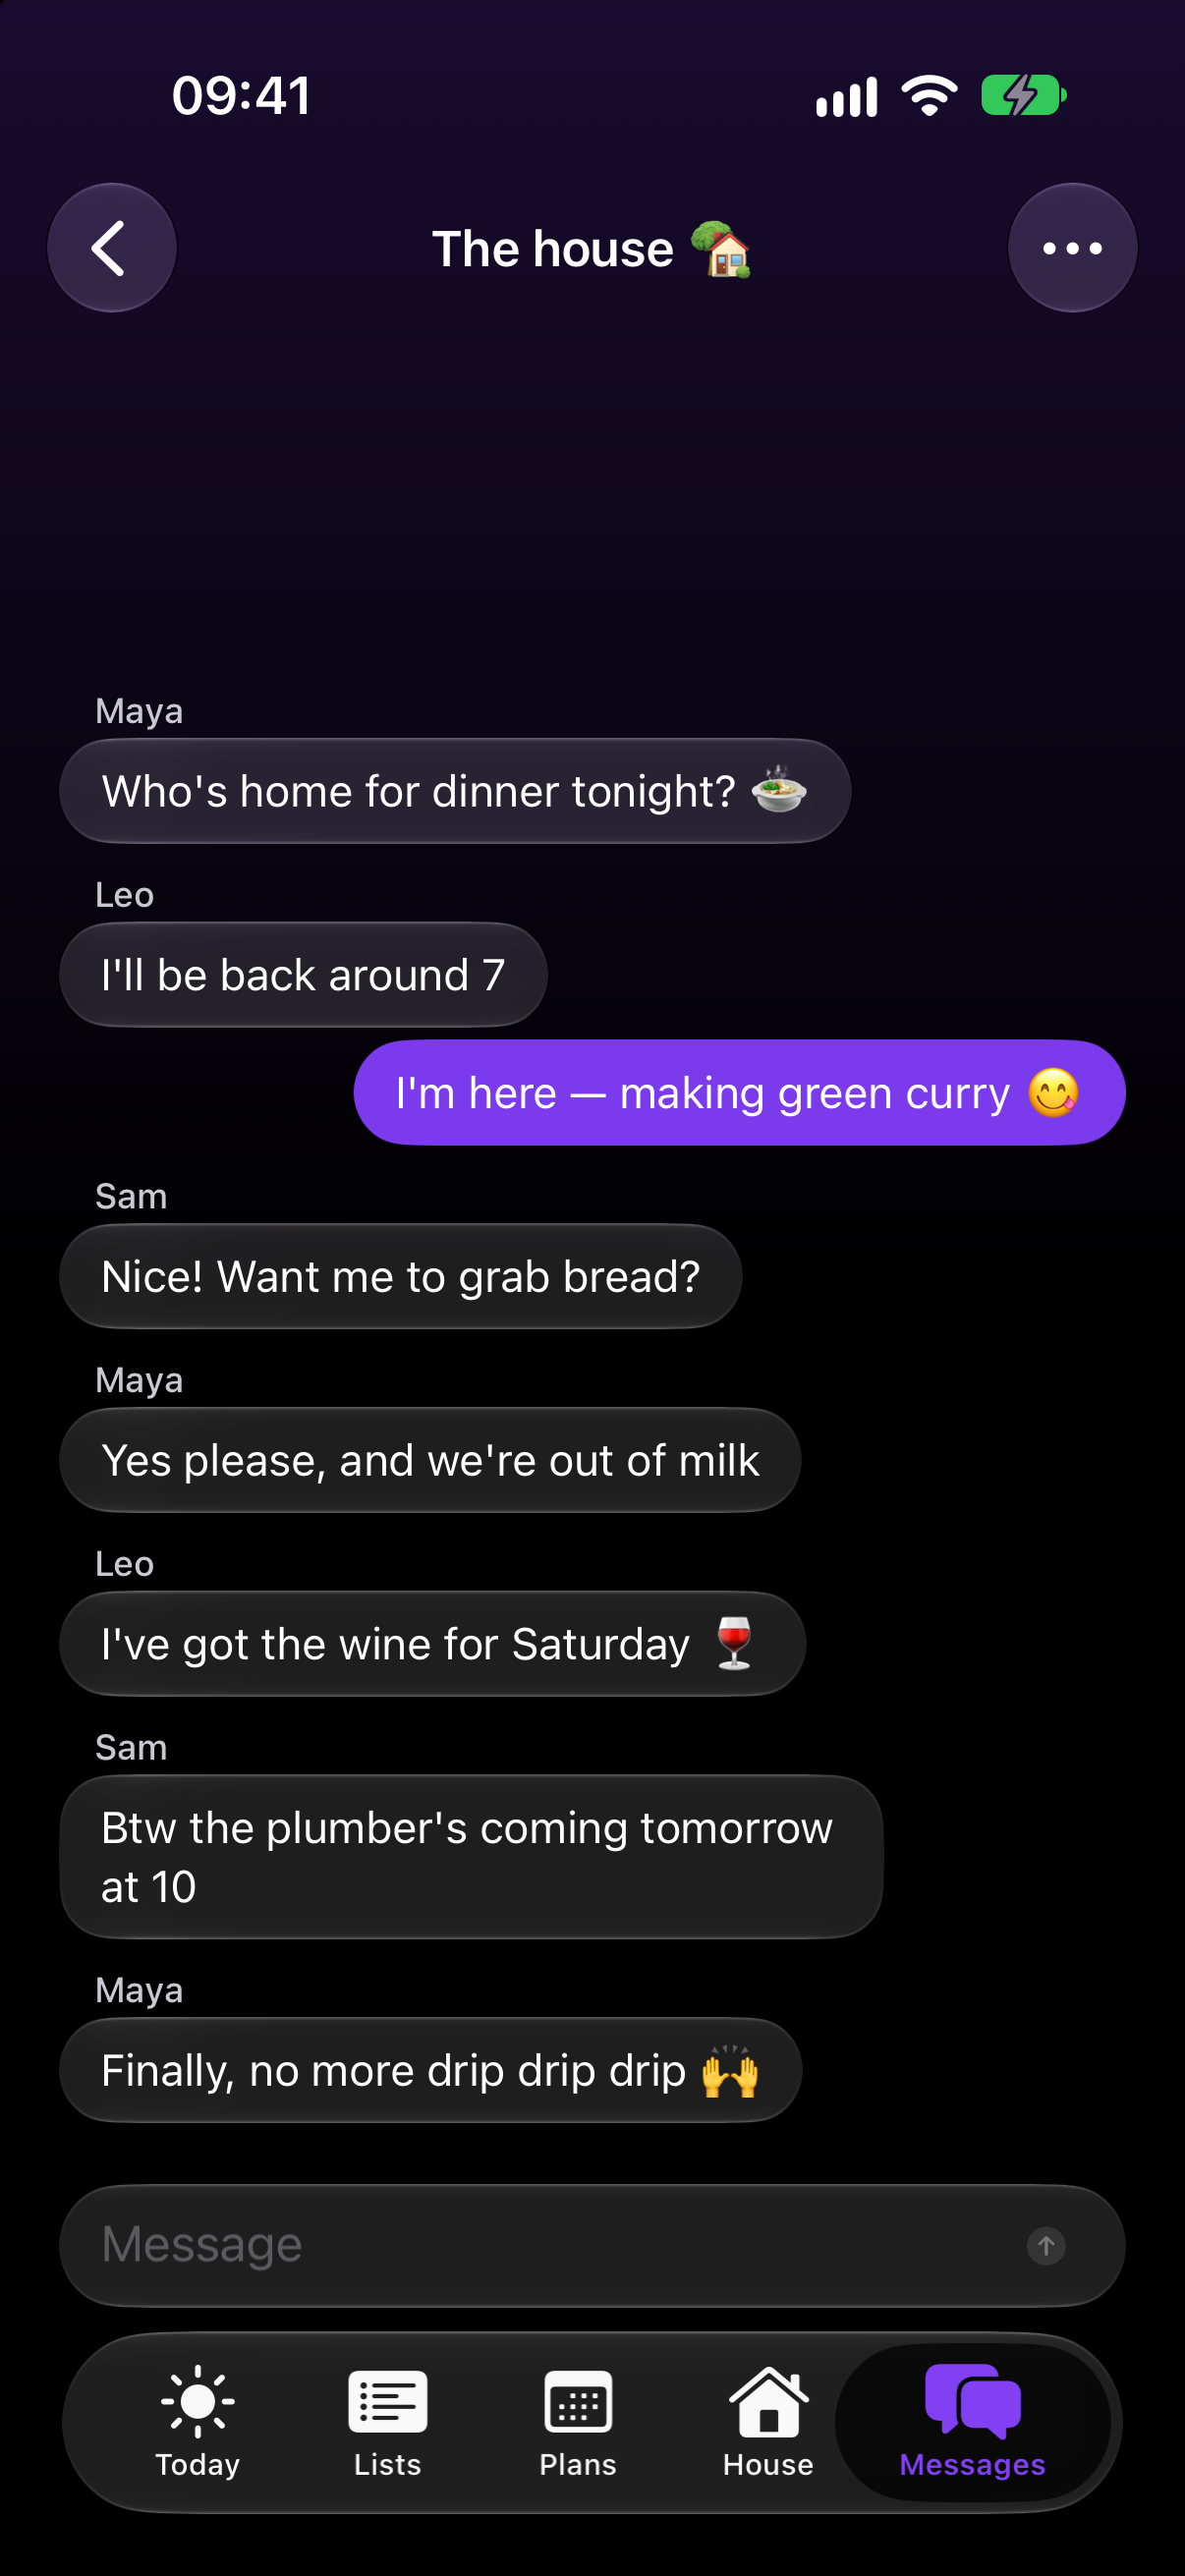 09:41
The house 🏡
Maya
Who's home for dinner tonight? 🍲
Leo
I'll be back around 7
I'm here — making green curry 😋
Sam
Nice! Want me to grab bread?
Maya
Yes please, and we're out of milk
Leo
I've got the wine for Saturday 🍷
Sam
Btw the plumber's coming tomorrow
at 10
Maya
Finally, no more drip drip drip 🙌
Message
Today
Lists
Plans
House
Messages